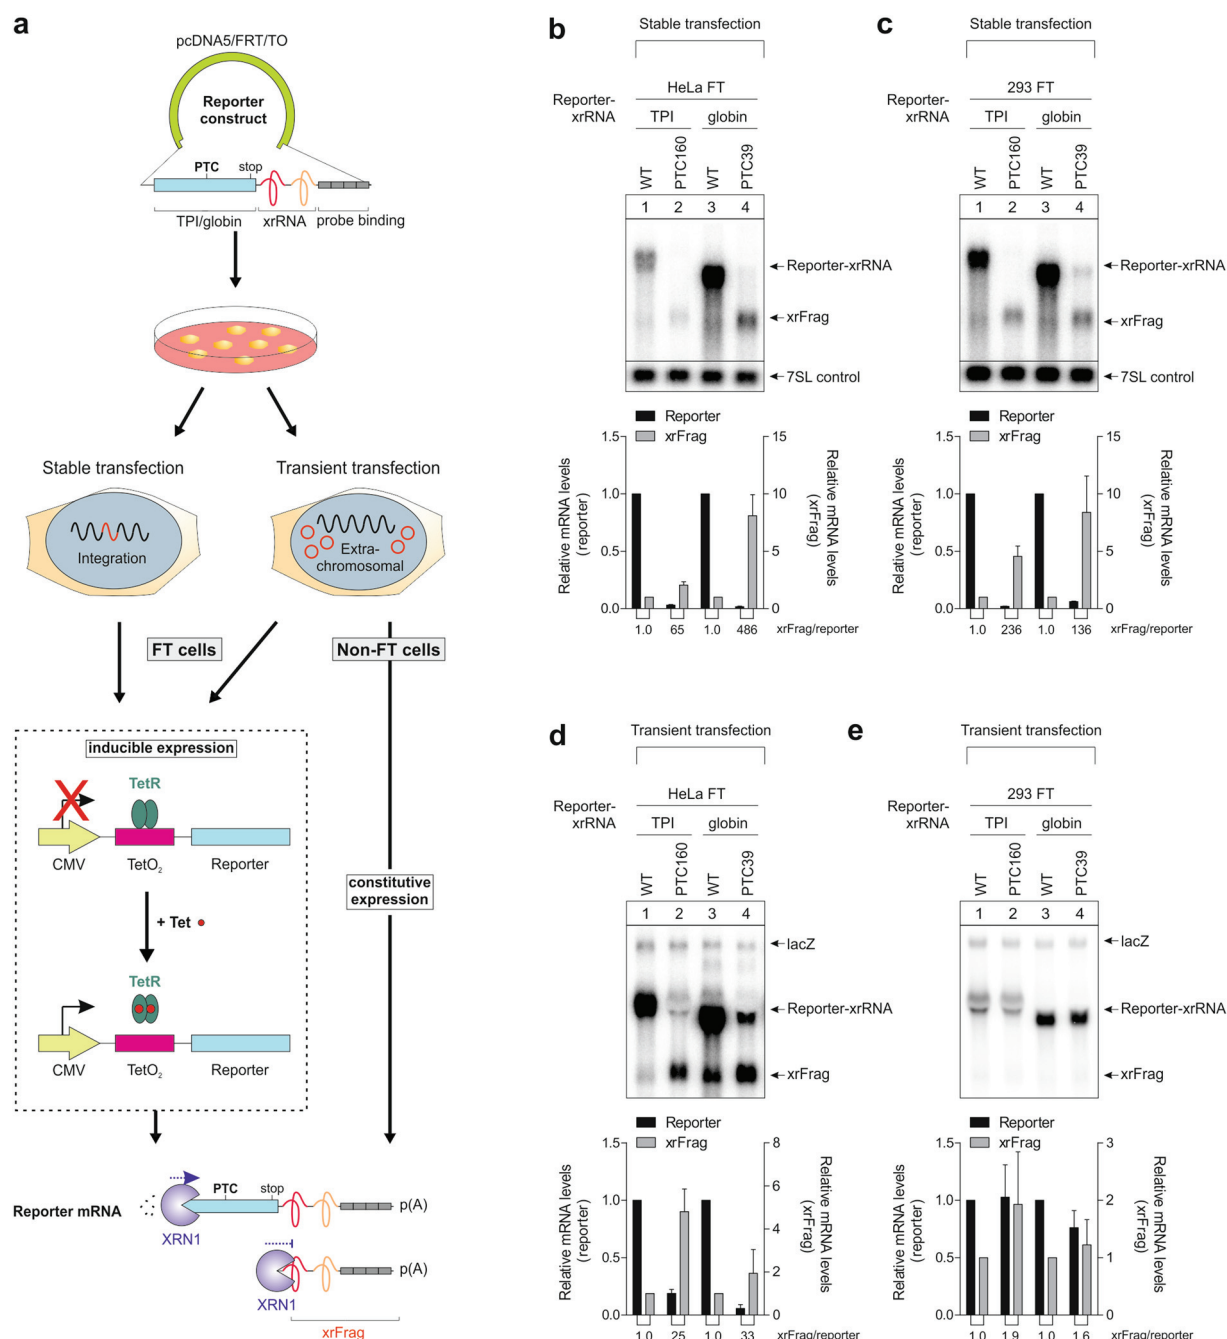 a
pcDNA5/FRT/TO
Reporter
construct
PTC
stop
TPI/globin
xrRNA
probe binding
Stable transfection
Transient transfection
Integration
Extra-
chromosomal
FT cells
Non-FT cells
inducible expression
TetR
CMV
TetO2
Reporter
+ Tet
TetR
CMV
TetO2
Reporter
constitutive
expression
Reporter mRNA
PTC
stop
p(A)
XRN1
p(A)
XRN1
xrFrag
b
Stable transfection
HeLa FT
Reporter-
xrRNA
TPI
globin
WT
PTC160
WT
PTC39
1 2 3 4
Reporter-xrRNA
xrFrag
7SL control
Reporter
xrFrag
Relative mRNA levels
(reporter)
1.5
1.0
0.5
0.0
15
10
5
0
Relative mRNA levels
(xrFrag)
1.0 65 1.0 486 xrFrag/reporter
c
Stable transfection
293 FT
Reporter-
xrRNA
TPI
globin
WT
PTC160
WT
PTC39
1 2 3 4
Reporter-xrRNA
xrFrag
7SL control
Reporter
xrFrag
Relative mRNA levels
(reporter)
1.5
1.0
0.5
0.0
15
10
5
0
Relative mRNA levels
(xrFrag)
1.0 236 1.0 136 xrFrag/reporter
d
Transient transfection
HeLa FT
Reporter-
xrRNA
TPI
globin
WT
PTC160
WT
PTC39
1 2 3 4
lacZ
Reporter-xrRNA
xrFrag
Reporter
xrFrag
Relative mRNA levels
(reporter)
1.5
1.0
0.5
0.0
8
6
4
2
0
Relative mRNA levels
(xrFrag)
1.0 25 1.0 33 xrFrag/reporter
e
Transient transfection
293 FT
Reporter-
xrRNA
TPI
globin
WT
PTC160
WT
PTC39
1 2 3 4
lacZ
Reporter-xrRNA
xrFrag
Reporter
xrFrag
Relative mRNA levels
(reporter)
1.5
1.0
0.5
0.0
3
2
1
0
Relative mRNA levels
(xrFrag)
1.0 1.9 1.0 1.6 xrFrag/reporter